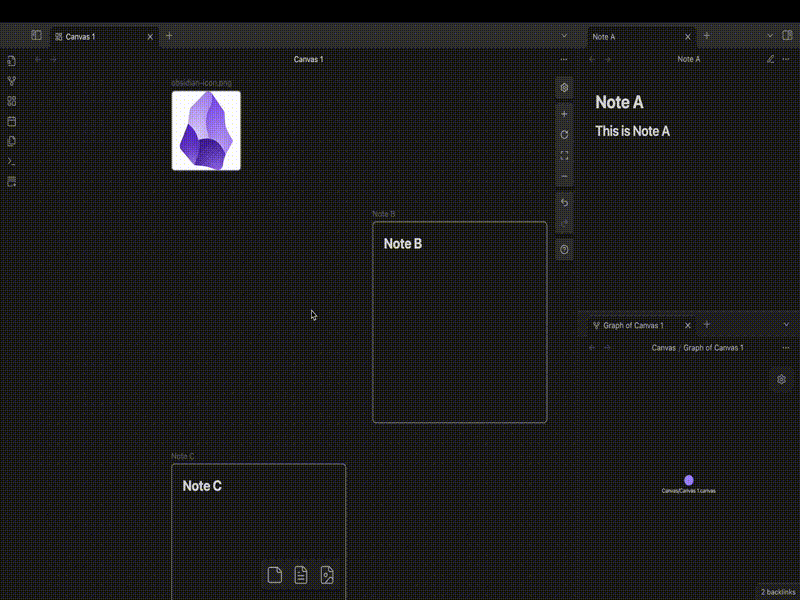 Canvas 1
Canvas 1
obsidian-icon.png
Note B
Note B
Note C
Note C
Note A
Note A
Note A
This is Note A
Graph of Canvas 1
Canvas / Graph of Canvas 1
Canvas/Canvas 1.canvas
2 backlinks